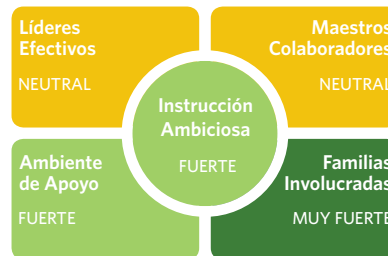 Líderes
Efectivos
NEUTRAL
Maestros
Colaboradores
NEUTRAL
Instrucción
Ambiciosa
FUERTE
Ambiente
de Apoyo
FUERTE
Familias
Involucradas
MUY FUERTE